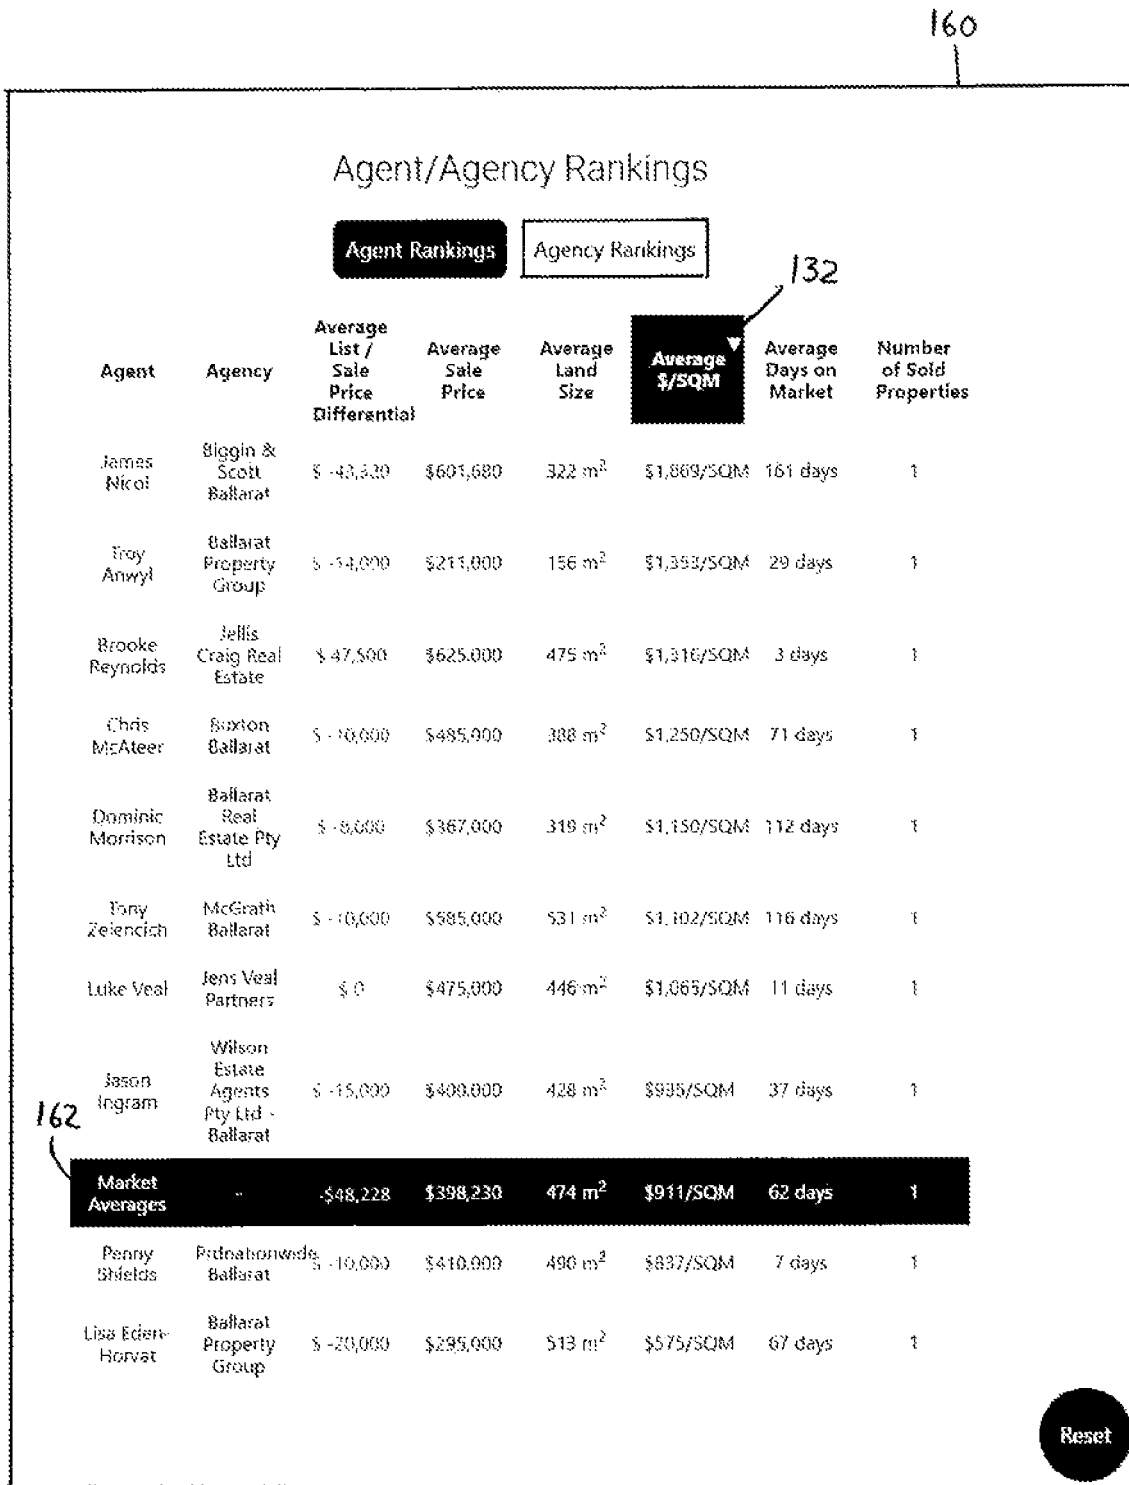 160
Agent/Agency Rankings
Agent Rankings Agency Rankings
132
Agent Agency Average List / Sale Price Differential Average Sale Price Average Land Size Average $/SQM ▼ Average Days on Market Number of Sold Properties
James Nicol Biggin & Scott Ballarat $601,680 322 m² $1,869/SQM 161 days 1
Troy Anwyl Ballarat Property Group $ -14,000 $211,000 156 m² $1,353/SQM 29 days 1
Brooke Reynolds Jellis Craig Real Estate $ 47,500 $625,000 475 m² $1,316/SQM 3 days 1
Chris McAteer Buxton Ballarat $ -10,000 $485,000 388 m² $1,250/SQM 71 days 1
Dominic Morrison Ballarat Real Estate Pty Ltd $ -8,000 $367,000 319 m² $1,150/SQM 112 days 1
Tony Zelencich McGrath Ballarat $ -10,000 $585,000 531 m² $1,102/SQM 116 days 1
Luke Veal Jens Veal Partners $ 0 $475,000 446 m² $1,065/SQM 11 days 1
Jason Ingram Wilson Estate Agents Pty Ltd - Ballarat $ -15,000 $400,000 428 m² $935/SQM 37 days 1
162
Market Averages - -$48,228 $398,230 474 m² $911/SQM 62 days 1
Penny Shields Prdnationwide Ballarat $ -10,000 $410,000 490 m² $837/SQM 7 days 1
Lisa Eden-Horvat Ballarat Property Group $ -20,000 $295,000 513 m² $575/SQM 67 days 1
Reset